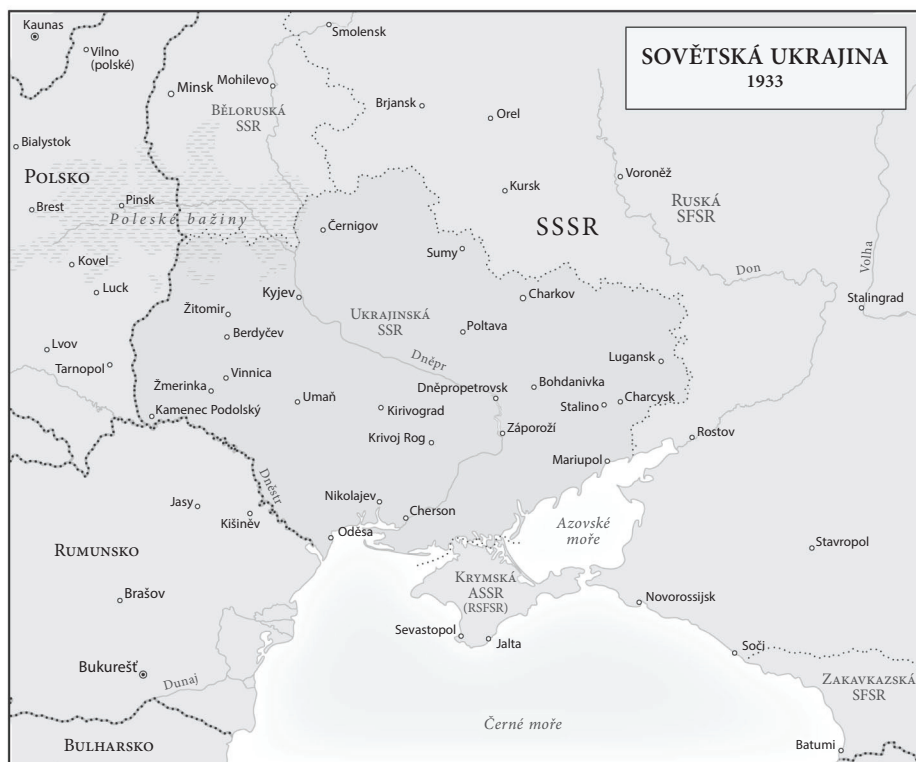 SOVĚTSKÁ UKRAJINA
1933
Kaunas
Vilno
(polské)
Smolensk
Minsk
Mohilevo
BĚLORUSKÁ
SSR
Brjansk
Orel
Bialystok
POLSKO
Brest
Pinsk
Poleské bažiny
Kursk
Voroněž
RUSKÁ
SFSR
SSSR
Černigov
Sumy
Don
Volha
Kovel
Luck
Kyjev
Charkov
Stalingrad
Žitomir
UKRAJINSKÁ
SSR
Berdyčev
Poltava
Lvov
Tarnopol
Dněpr
Lugansk
Vinnica
Žmerinka
Dněpropetrovsk
Bohdanivka
Umaň
Kirivograd
Stalino
Charcysk
Kamenec Podolský
Krivoj Rog
Záporoží
Rostov
Mariupol
Dněstr
Jasy
Kišiněv
Nikolajev
Cherson
Oděsa
Azovské
moře
Stavropol
RUMUNSKO
KRYMSKÁ
ASSR
(RSFSR)
Brašov
Novorossijsk
Sevastopol
Jalta
Soči
Bukurešť
Dunaj
ZAKAVKAZSKÁ
SFSR
Černé moře
BULHARSKO
Batumi